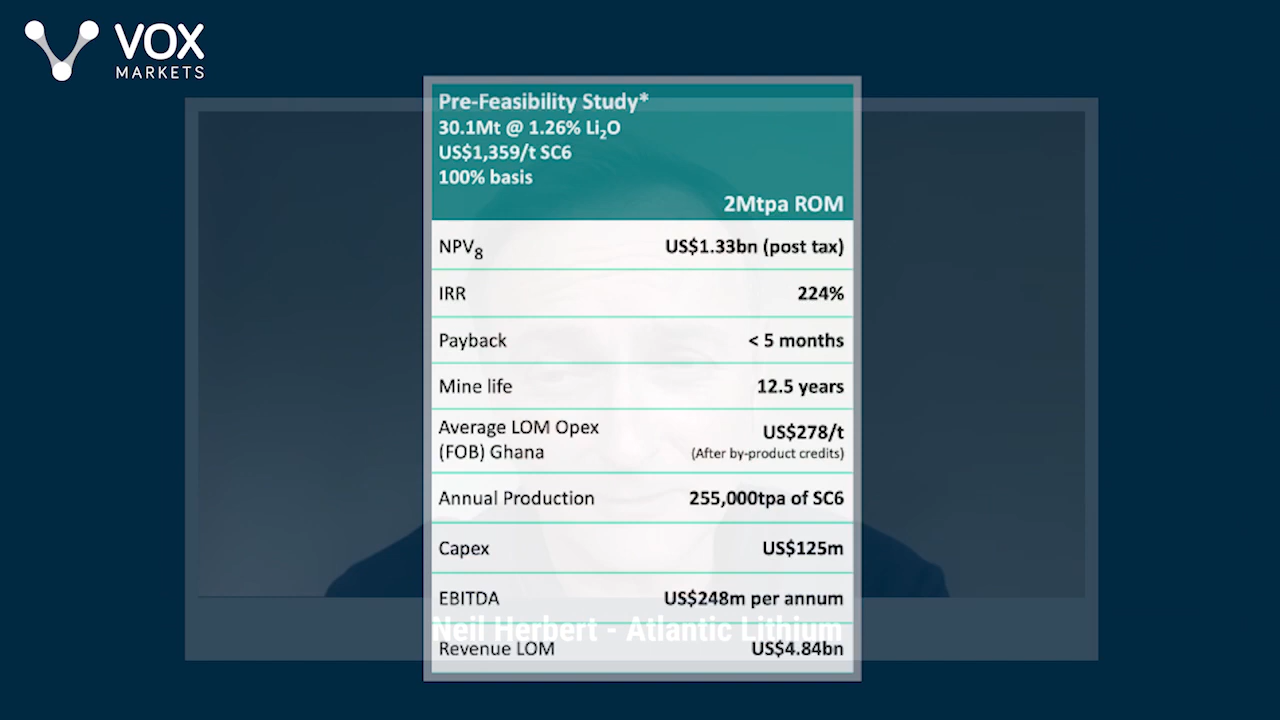 VOX
MARKETS
Pre-Feasibility Study*
30.1Mt @ 1.26% Li₂O
US$1,359/t SC6
100% basis
2Mtpa ROM
NPV₈ US$1.33bn (post tax)
IRR 224%
Payback < 5 months
Mine life 12.5 years
Average LOM Opex
(FOB) Ghana
US$278/t
(After by-product credits)
Annual Production 255,000tpa of SC6
Capex US$125m
EBITDA US$248m per annum
Neil Herbert - Atlantic Lithium
Revenue LOM US$4.84bn